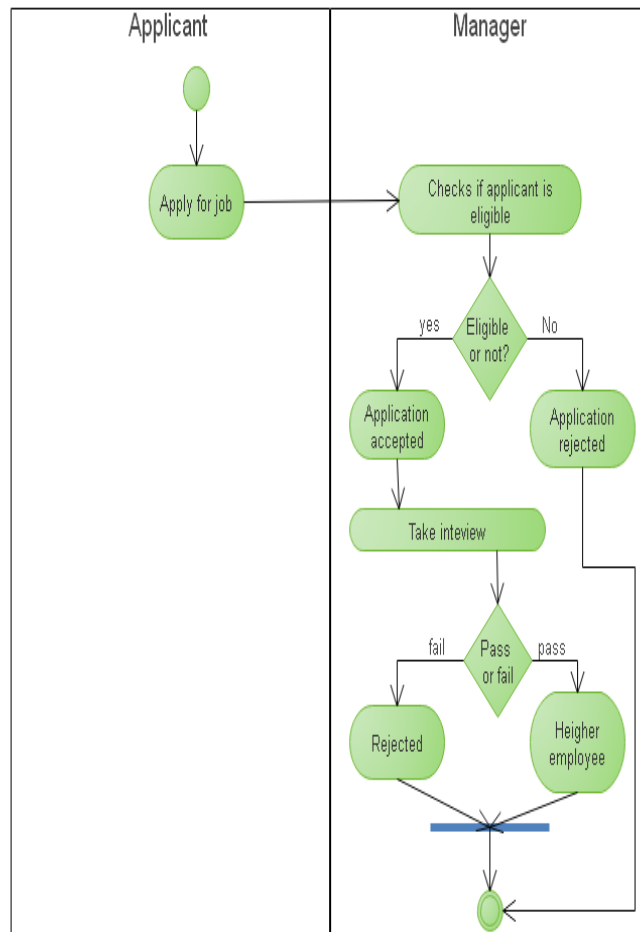 Applicant
Manager
Apply for job
Checks if applicant is
eligible
Eligible
or not?
yes
No
Application
accepted
Application
rejected
Take inteview
Pass
or fail
fail
pass
Rejected
Heigher
employee